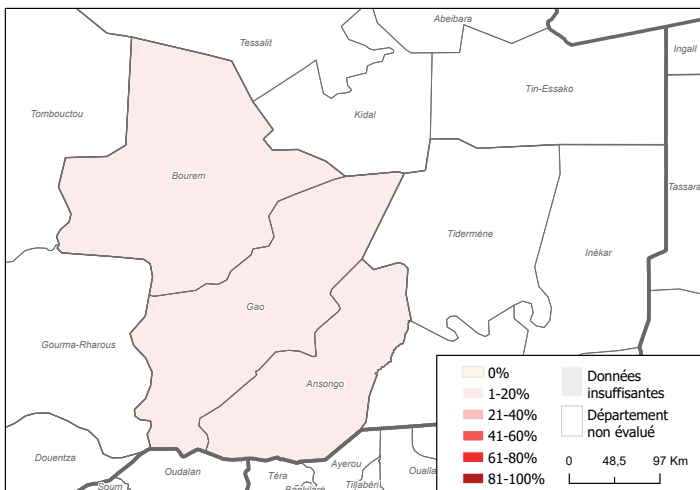 Abeibara
Tessalit
Ingall
Tin-Essako
Tombouctou
Kidal
Bourem
Tassara
Tidermène
Inékar
Gao
Gourma-Rharous
Ansongo
Douentza
Oudalan
Téra
Ayerou
Bankilaré
Tillabéri
Soum
0%
1-20%
21-40%
41-60%
61-80%
81-100%
Données
insuffisantes
Département
non évalué
0 48,5 97 Km